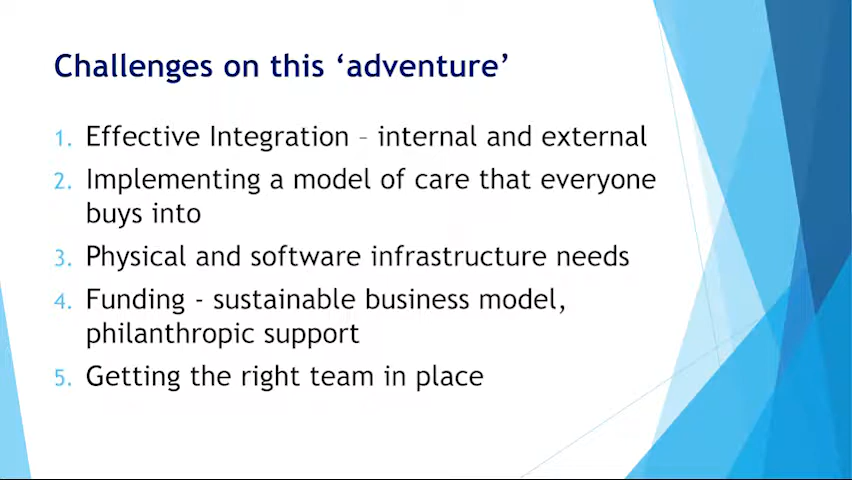 Challenges on this ‘adventure’
1. Effective Integration – internal and external
2. Implementing a model of care that everyone
buys into
3. Physical and software infrastructure needs
4. Funding - sustainable business model,
philanthropic support
5. Getting the right team in place